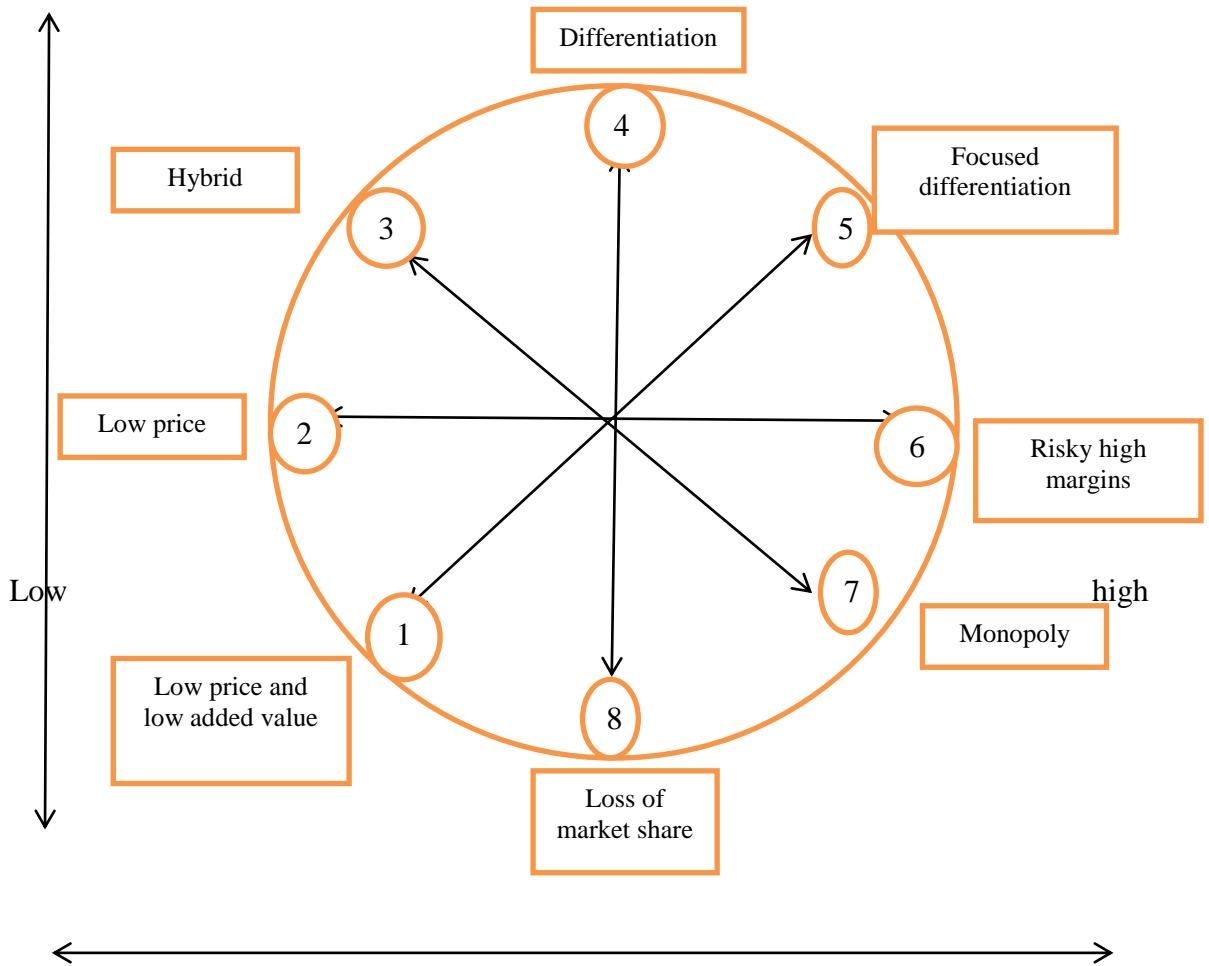 Differentiation
4
Hybrid
Focused
differentiation
3
5
Low price
2
6
Risky high
margins
Low
high
7
1
Monopoly
Low price and
low added value
8
Loss of
market share